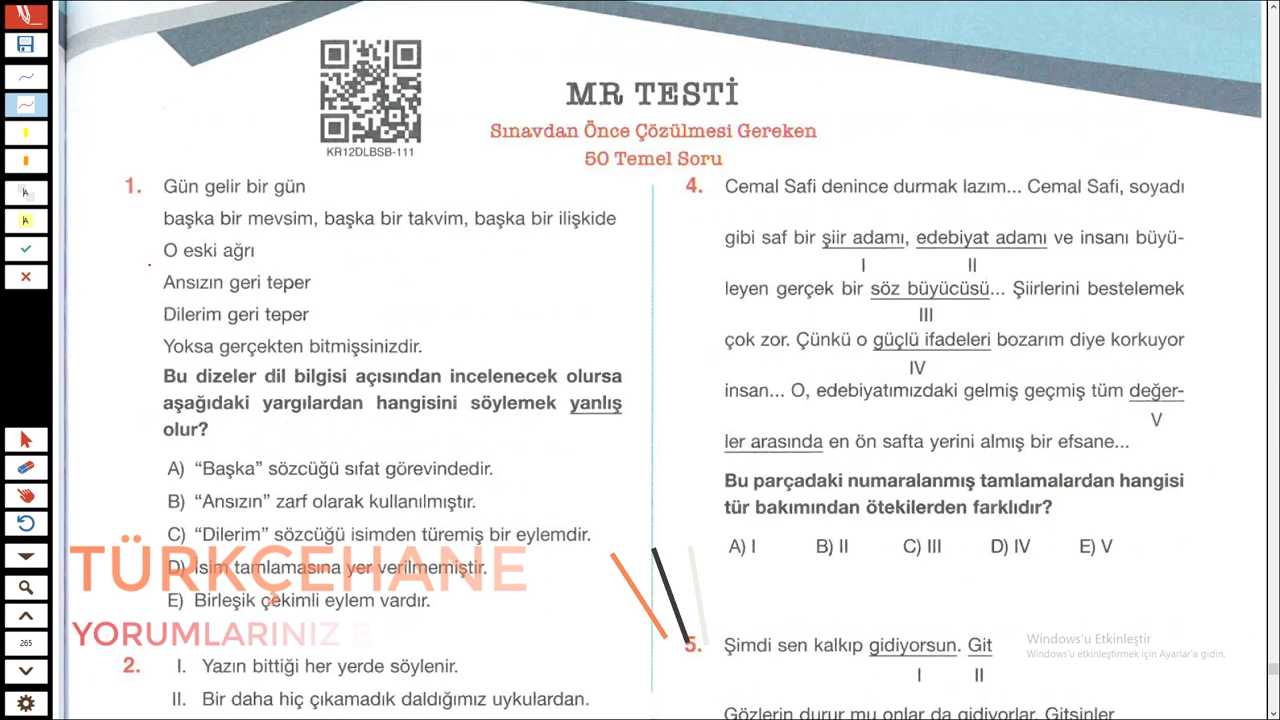 KR12DLBSB-111
MR TESTİ
Sınavdan Önce Çözülmesi Gereken
50 Temel Soru
1. Gün gelir bir gün
başka bir mevsim, başka bir takvim, başka bir ilişkide
O eski ağrı
Ansızın geri teper
Dilerim geri teper
Yoksa gerçekten bitmişsinizdir.
Bu dizeler dil bilgisi açısından incelenecek olursa
aşağıdaki yargılardan hangisini söylemek yanlış
olur?
A) “Başka” sözcüğü sıfat görevindedir.
B) “Ansızın” zarf olarak kullanılmıştır.
C) “Dilerim” sözcüğü isimden türemiş bir eylemdir.
D) İsim tamlamasına yer verilmemiştir.
E) Birleşik çekimli eylem vardır.
TÜRKÇEHANE
YORUMLARINIZ
2. I. Yazın bittiği her yerde söylenir.
II. Bir daha hiç çıkamadık daldığımız uykulardan.
4. Cemal Safi denince durmak lazım... Cemal Safi, soyadı
gibi saf bir şiir adamı, edebiyat adamı ve insanı büyü-
I II
leyen gerçek bir söz büyücüsü... Şiirlerini bestelemek
III
çok zor. Çünkü o güçlü ifadeleri bozarım diye korkuyor
IV
insan... O, edebiyatımızdaki gelmiş geçmiş tüm değer-
V
ler arasında en ön safta yerini almış bir efsane...
Bu parçadaki numaralanmış tamlamalardan hangisi
tür bakımından ötekilerden farklıdır?
A) I B) II C) III D) IV E) V
5. Şimdi sen kalkıp gidiyorsun. Git
I II
Gözlerin durur mu onlar da gidiyorlar. Gitsinler
Windows'u Etkinleştir
Windows'u etkinleştirmek için Ayarlar'a gidin.
265